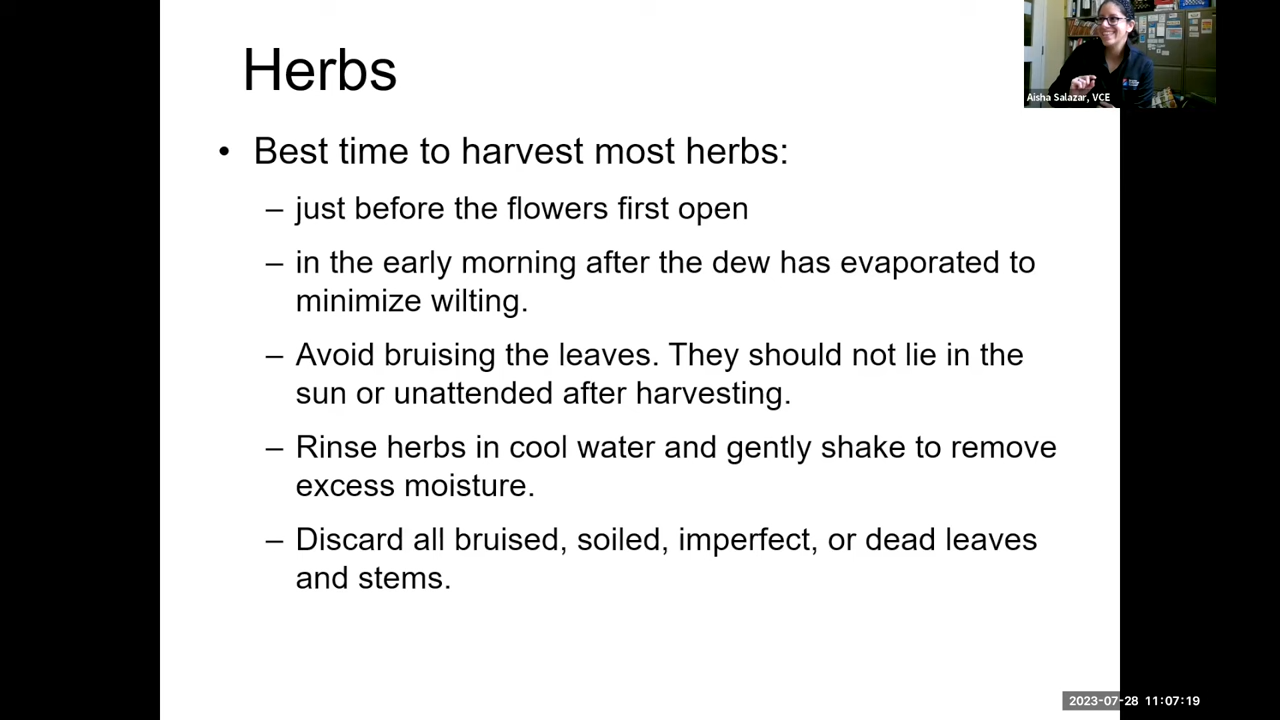 Herbs
Aisha Salazar, VCE
• Best time to harvest most herbs:
– just before the flowers first open
– in the early morning after the dew has evaporated to
minimize wilting.
– Avoid bruising the leaves. They should not lie in the
sun or unattended after harvesting.
– Rinse herbs in cool water and gently shake to remove
excess moisture.
– Discard all bruised, soiled, imperfect, or dead leaves
and stems.
2023-07-28 11:07:19